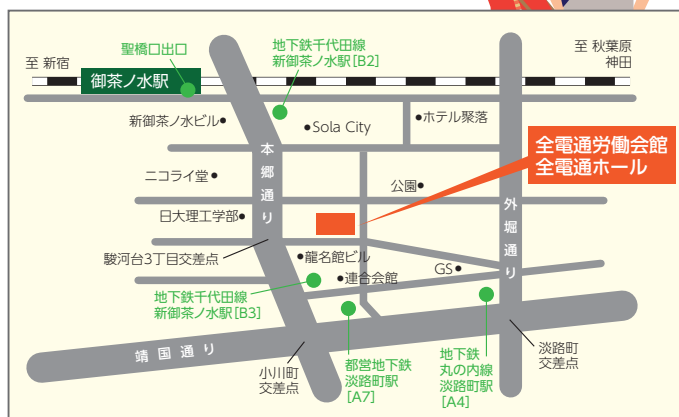 聖橋口出口
地下鉄千代田線
新御茶ノ水駅[B2]
至 新宿
至 秋葉原
神田
御茶ノ水駅
新御茶ノ水ビル
Sola City
ホテル聚落
本郷通り
全電通労働会館
全電通ホール
ニコライ堂
公園
外堀通り
日大理工学部
駿河台3丁目交差点
龍名館ビル
連合会館
GS
地下鉄千代田線
新御茶ノ水駅[B3]
靖国通り
小川町
交差点
都営地下鉄
淡路町駅
[A7]
地下鉄
丸の内線
淡路町駅
[A4]
淡路町
交差点